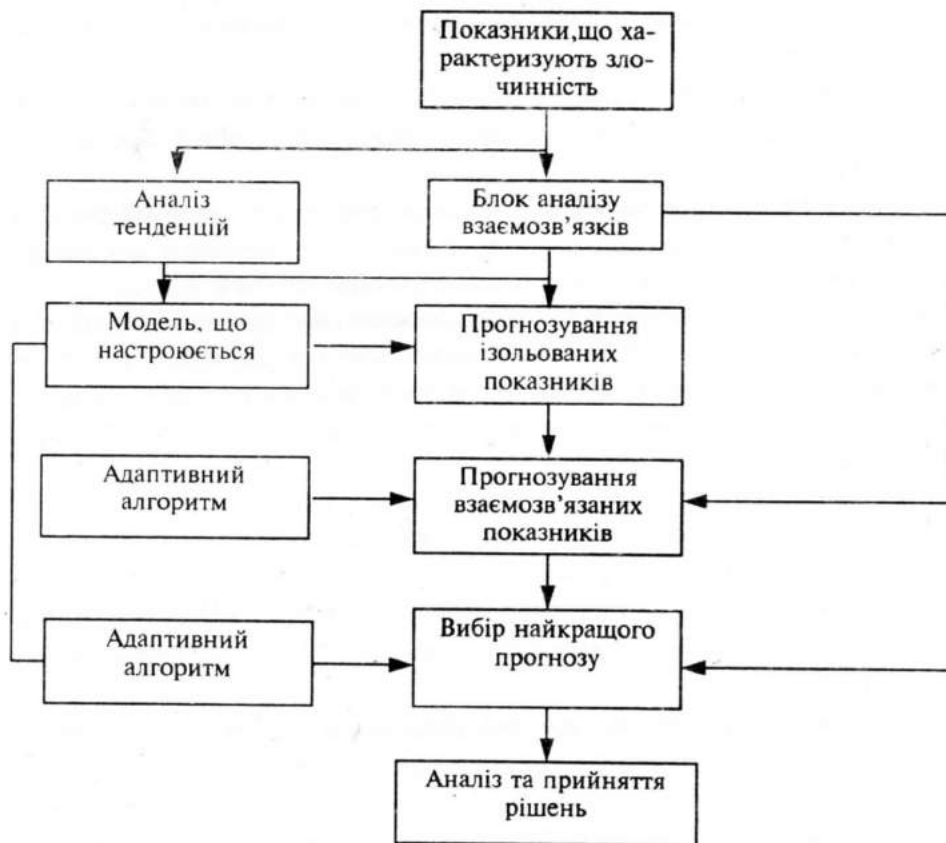 Показники,що ха-
рактеризують зло-
чинність
Аналіз
тенденцій
Блок аналізу
взаємозв'язків
Модель, що
настроюється
Прогнозування
ізольованих
показників
Адаптивний
алгоритм
Прогнозування
взаємозв'язаних
показників
Адаптивний
алгоритм
Вибір найкращого
прогнозу
Аналіз та прийняття
рішень